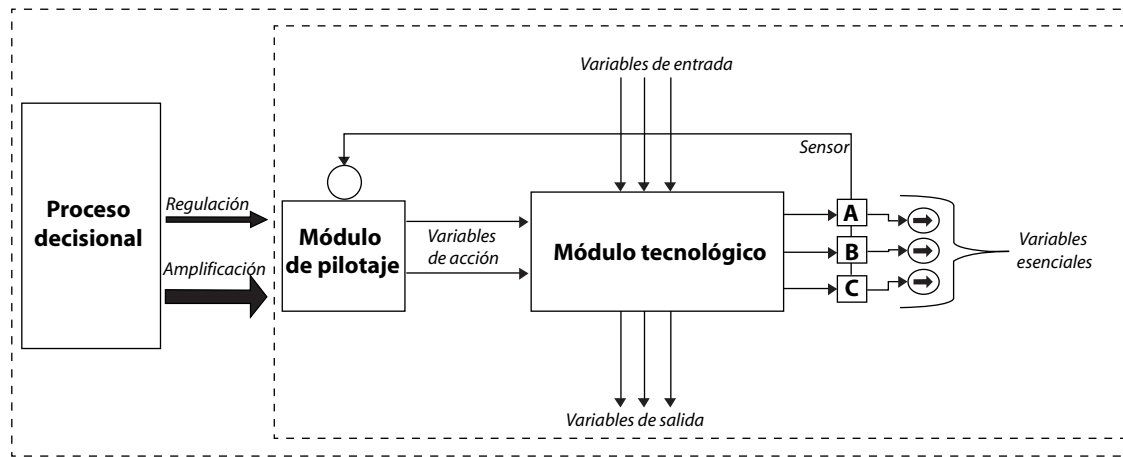 Variables de entrada
Sensor
Proceso
decisional
Regulación
Amplificación
Módulo
de pilotaje
Variables
de acción
Módulo tecnológico
A
B
C
Variables
esenciales
Variables de salida